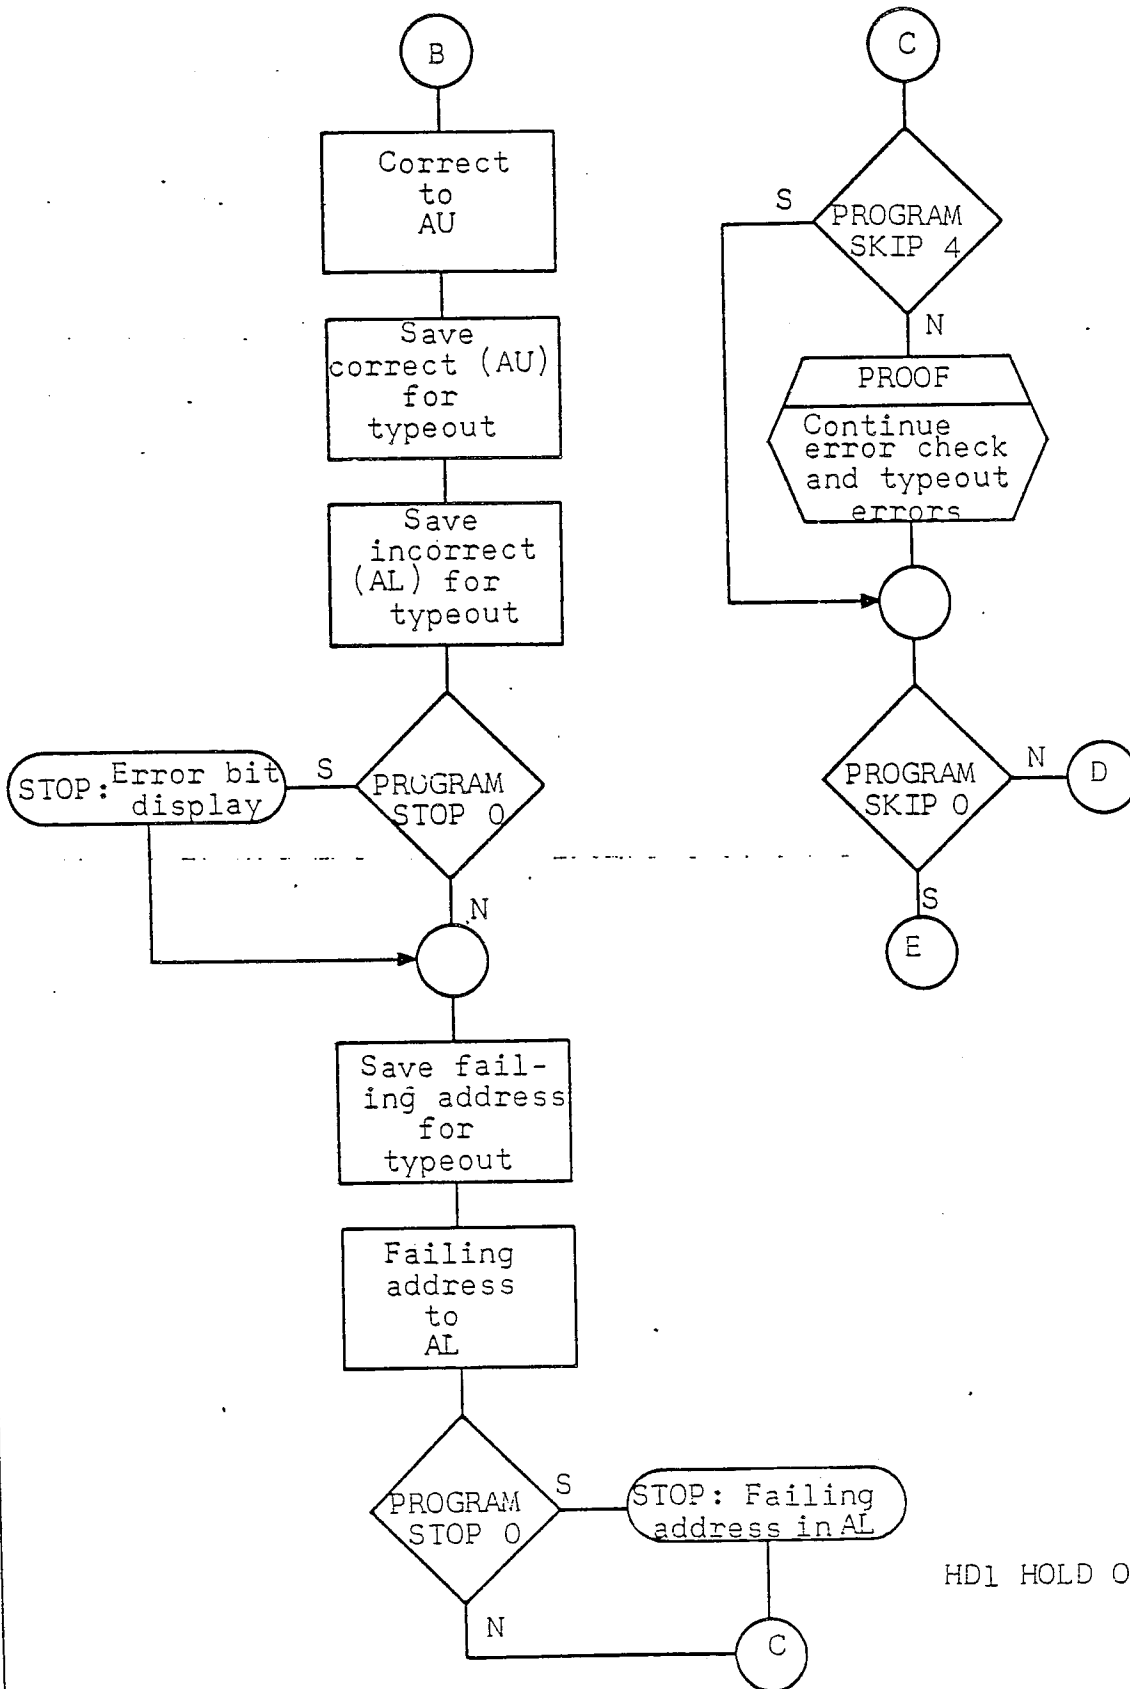 B
Correct
to
AU
Save
correct (AU)
for
typeout
Save
incorrect
(AL) for
typeout
PROGRAM
STOP 0
S
STOP: Error bit
display
N
Save fail-
ing address
for
typeout
Failing
address
to
AL
PROGRAM
STOP 0
S
STOP: Failing
address in AL
N
C
C
PROGRAM
SKIP 4
S
N
PROOF
Continue
error check
and typeout
errors
PROGRAM
SKIP 0
N
D
S
E
HD1 HOLD O